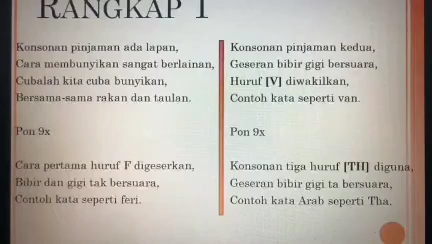 RANGKAP 1
Konsonan pinjaman ada lapan,
Cara membunyikan sangat berlainan,
Cubalah kita cuba bunyikan,
Bersama-sama rakan dan taulan.
Pon 9x
Cara pertama huruf F digeserkan,
Bibir dan gigi tak bersuara,
Contoh kata seperti feri.
Konsonan pinjaman kedua,
Geseran bibir gigi bersuara,
Huruf [V] diwakilkan,
Contoh kata seperti van.
Pon 9x
Konsonan tiga huruf [TH] diguna,
Geseran bibir gigi ta bersuara,
Contoh kata Arab seperti Tha.